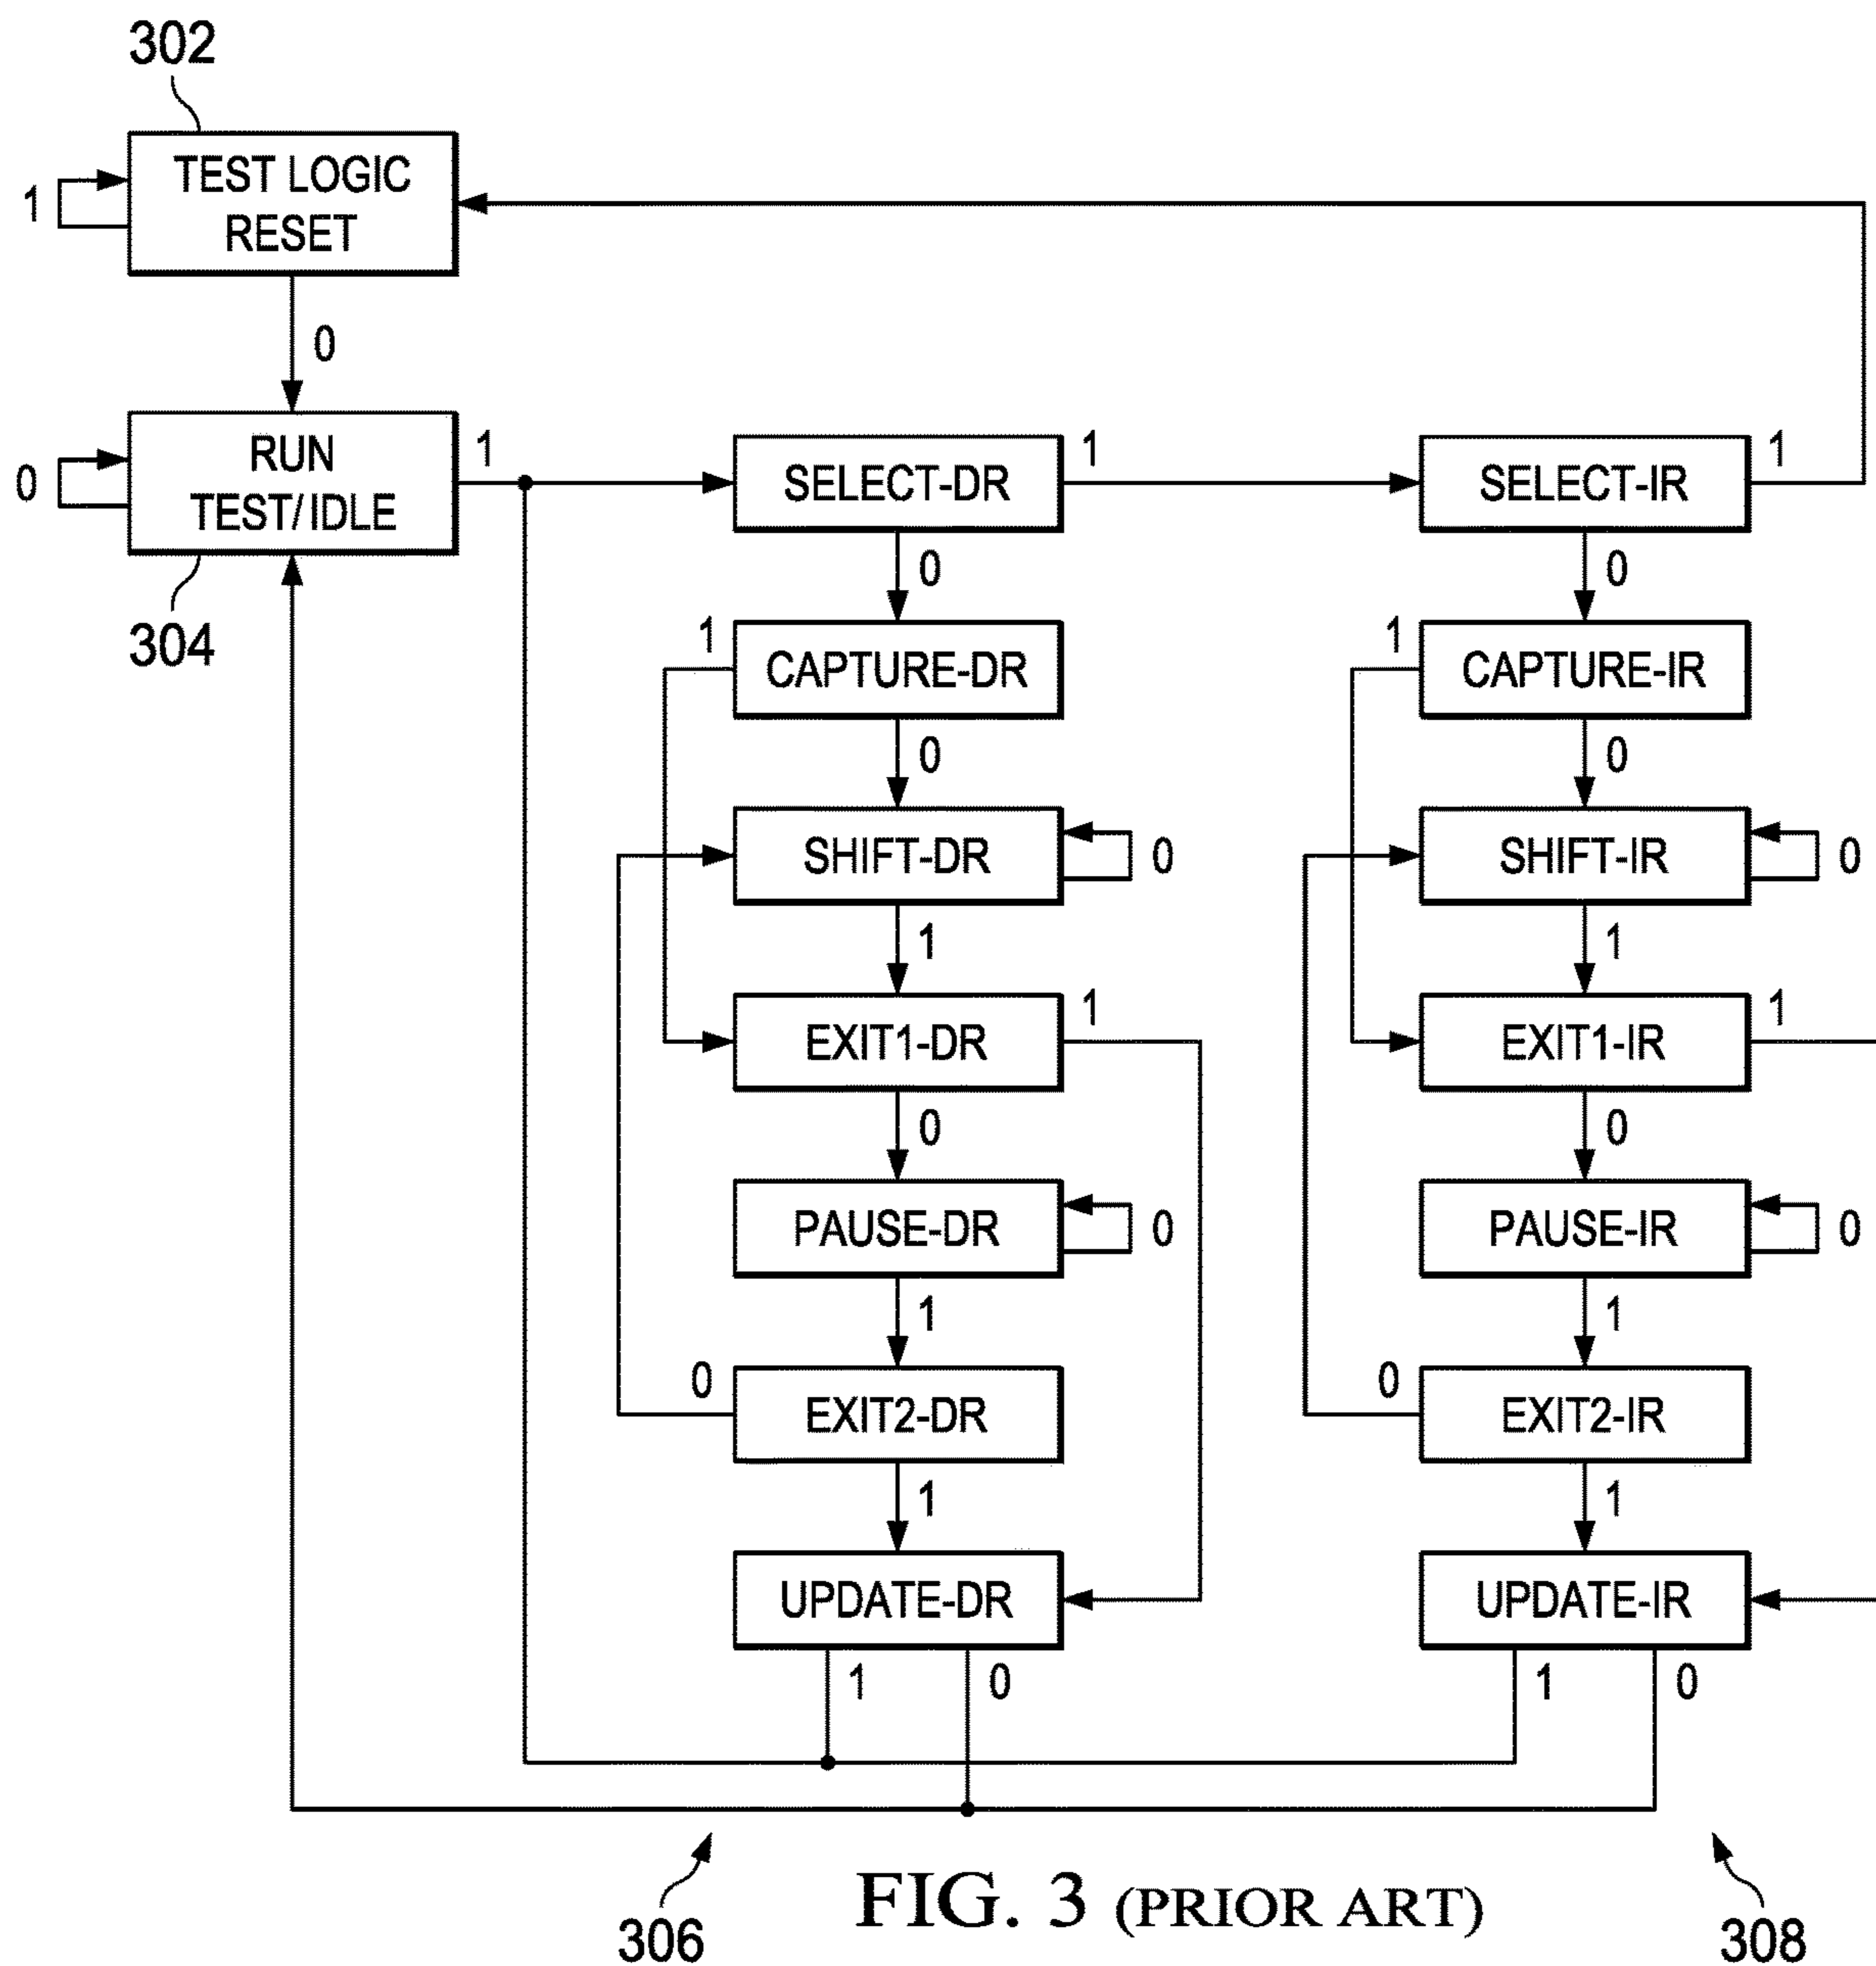 302
TEST LOGIC
RESET
1
0
RUN
TEST/IDLE
0
1
304
SELECT-DR
1
SELECT-IR
1
0
0
1
CAPTURE-DR
1
CAPTURE-IR
0
0
SHIFT-DR
0
SHIFT-IR
0
1
1
EXIT1-DR
1
EXIT1-IR
1
0
0
PAUSE-DR
0
PAUSE-IR
0
1
1
0
EXIT2-DR
0
EXIT2-IR
1
1
UPDATE-DR
UPDATE-IR
1
0
1
0
306
FIG. 3 (PRIOR ART)
308